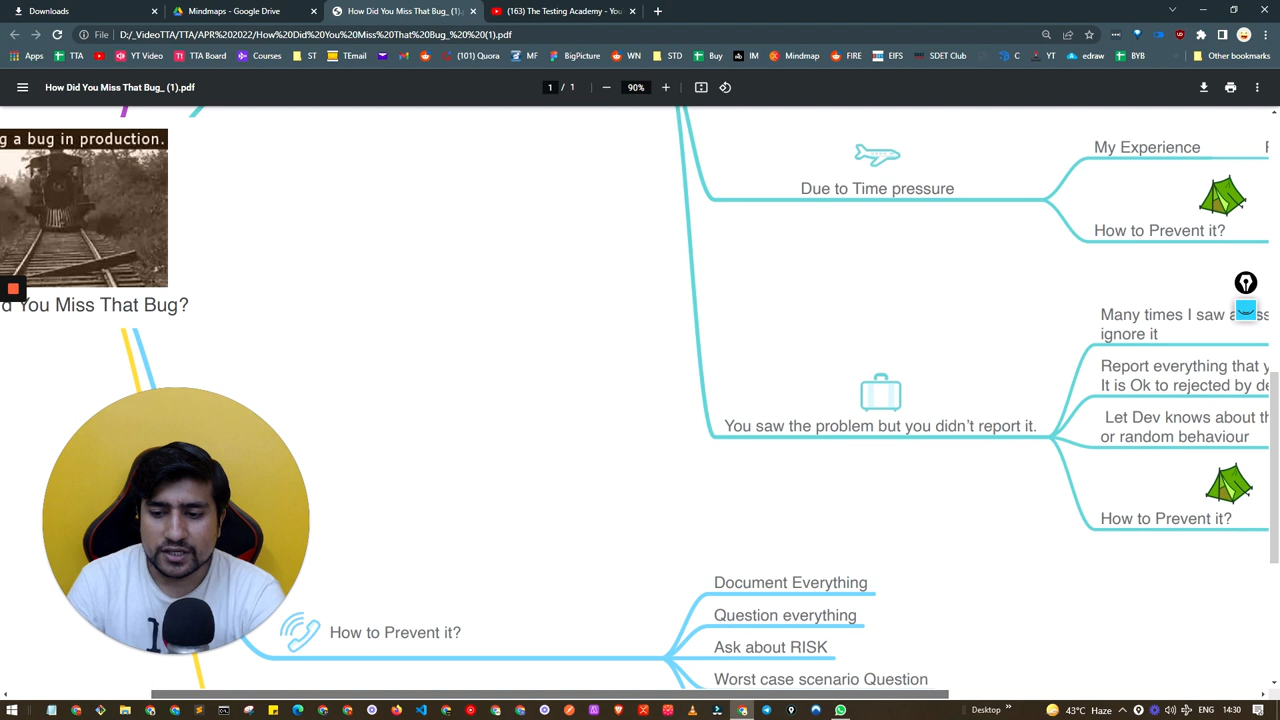 Downloads
Mindmaps - Google Drive
How Did You Miss That Bug_ (1).p
(163) The Testing Academy - You
File
D:/_VideoTTA/TTA/APR%202022/How%20Did%20You%20Miss%20That%20Bug_%20%20(1).pdf
Apps
TTA
YT Video
TTA Board
Courses
ST
TEmail
(101) Quora
MF
BigPicture
WN
STD
Buy
IM
Mindmap
FIRE
EIFS
SDET Club
C
YT
edraw
BYB
Other bookmarks
How Did You Miss That Bug_ (1).pdf
1 / 1
90%
g a bug in production.
d You Miss That Bug?
Due to Time pressure
My Experience
How to Prevent it?
You saw the problem but you didn't report it.
Many times I saw a
ignore it
Report everything that y
It is Ok to rejected by de
Let Dev knows about th
or random behaviour
How to Prevent it?
How to Prevent it?
Document Everything
Question everything
Ask about RISK
Worst case scenario Question
Desktop
43°C Haze
ENG
14:30